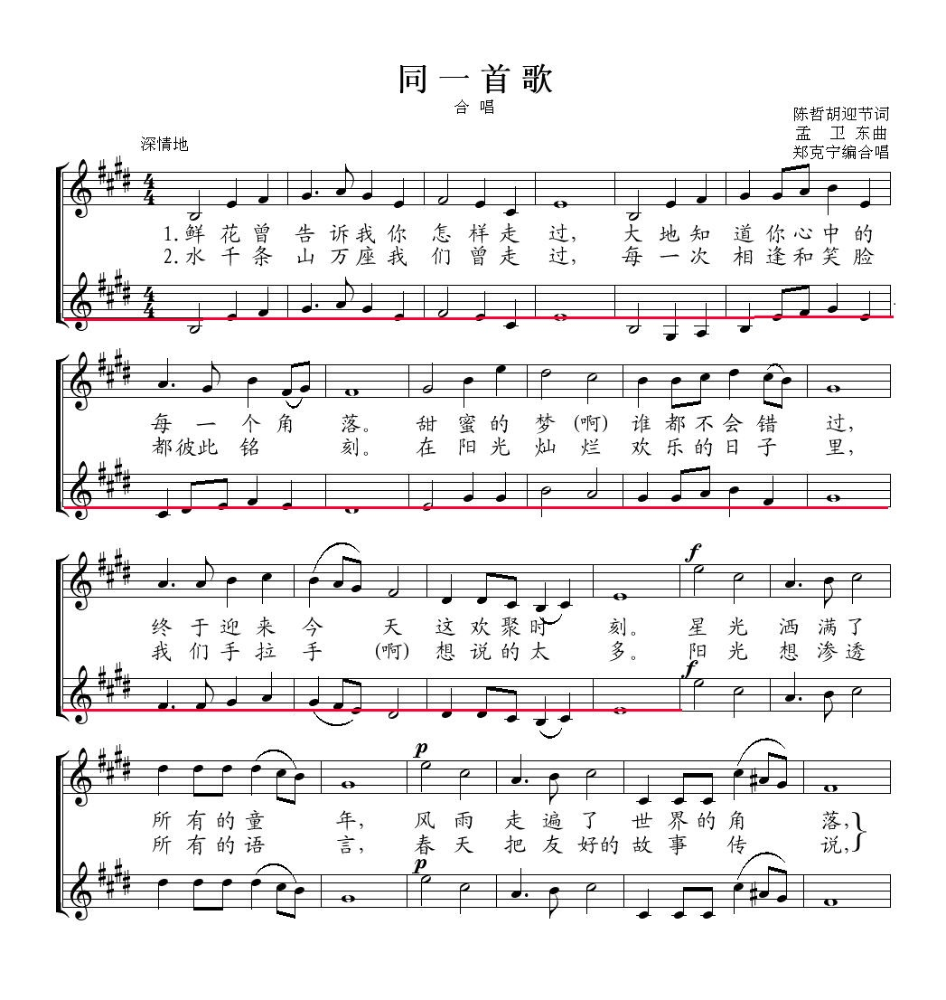 同一首歌
合 唱
陈哲胡迎节词
孟 卫 东曲
郑克宁编合唱
深情地
4
4
1.鲜 花 曾 告 诉 我 你 怎 样 走 过, 大 地 知 道 你 心 中 的
2.水 千 条 山 万 座 我 们 曾 走 过, 每 一 次 相 逢 和 笑 脸
4
4
每 一 个 角 落。 甜 蜜 的 梦 (啊) 谁 都 不 会 错 过,
都 彼 此 铭 刻。 在 阳 光 灿 烂 欢 乐 的 日 子 里,
f
终 于 迎 来 今 天 这 欢 聚 时 刻。 星 光 洒 满 了
我 们 手 拉 手 (啊) 想 说 的 太 多。 阳 光 想 渗 透
f
p
所 有 的 童 年, 风 雨 走 遍 了 世 界 的 角 落,
所 有 的 语 言, 春 天 把 友 好 的 故 事 传 说,}
p